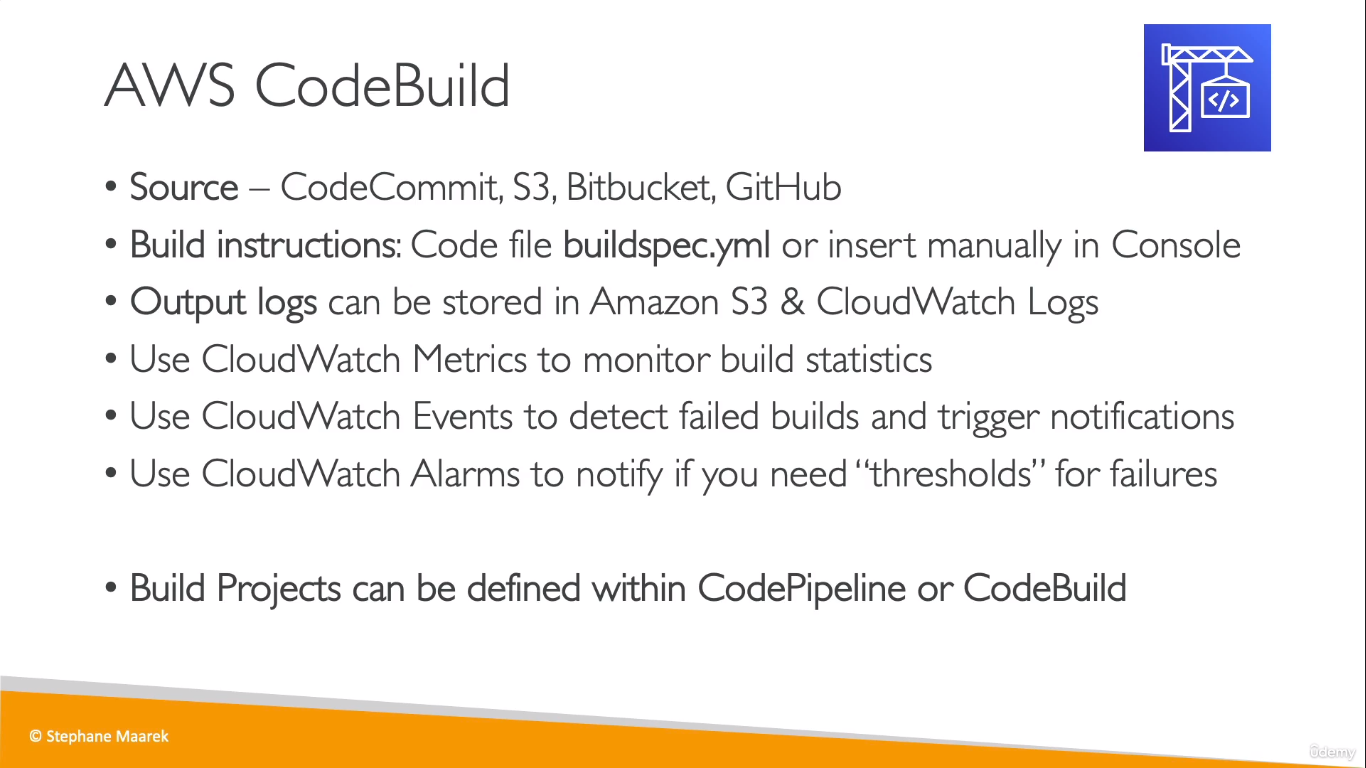 AWS CodeBuild
</>
• Source – CodeCommit, S3, Bitbucket, GitHub
• Build instructions: Code file buildspec.yml or insert manually in Console
• Output logs can be stored in Amazon S3 & CloudWatch Logs
• Use CloudWatch Metrics to monitor build statistics
• Use CloudWatch Events to detect failed builds and trigger notifications
• Use CloudWatch Alarms to notify if you need “thresholds” for failures
• Build Projects can be defined within CodePipeline or CodeBuild
© Stephane Maarek
ûdemy